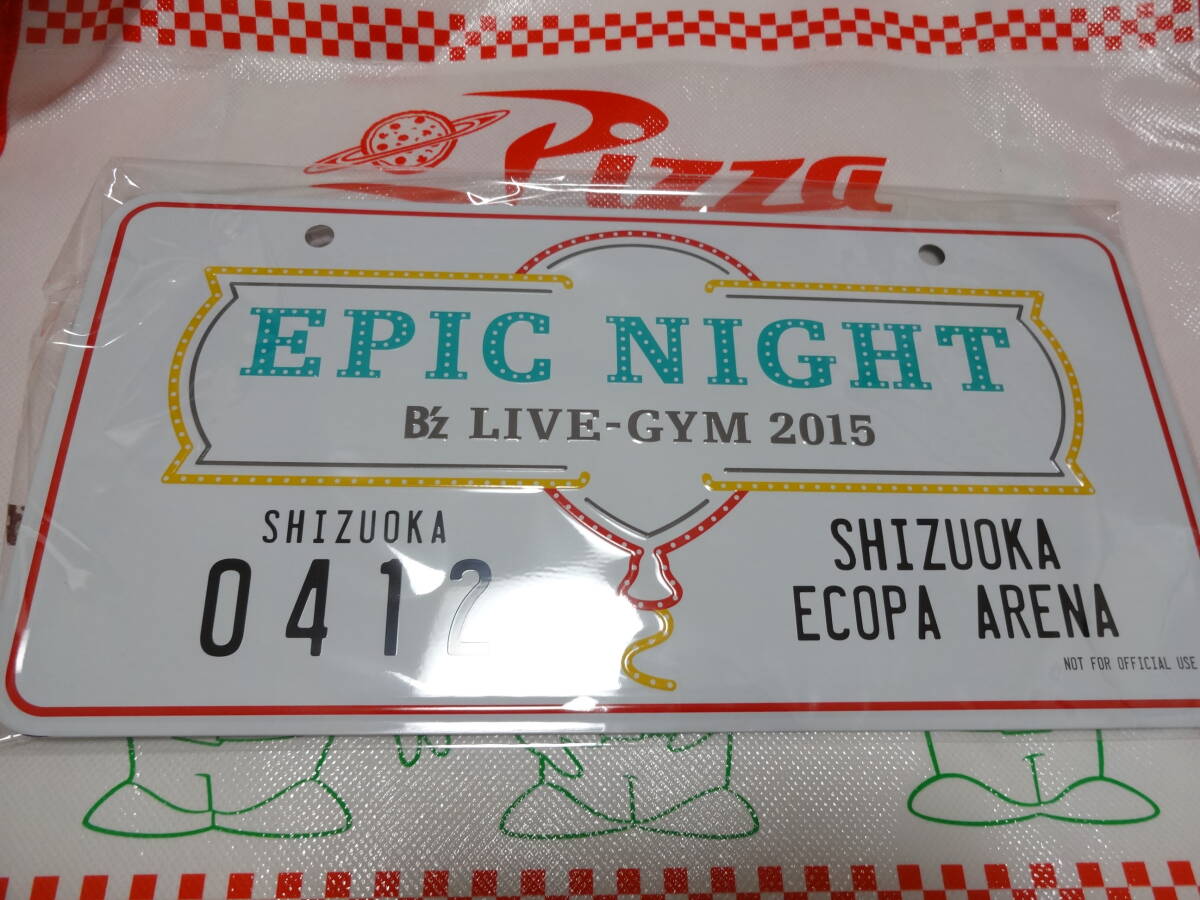 Pizza
EPIC NIGHT
B'z LIVE-GYM 2015
SHIZUOKA
0412
SHIZUOKA
ECOPA ARENA
NOT FOR OFFICIAL USE